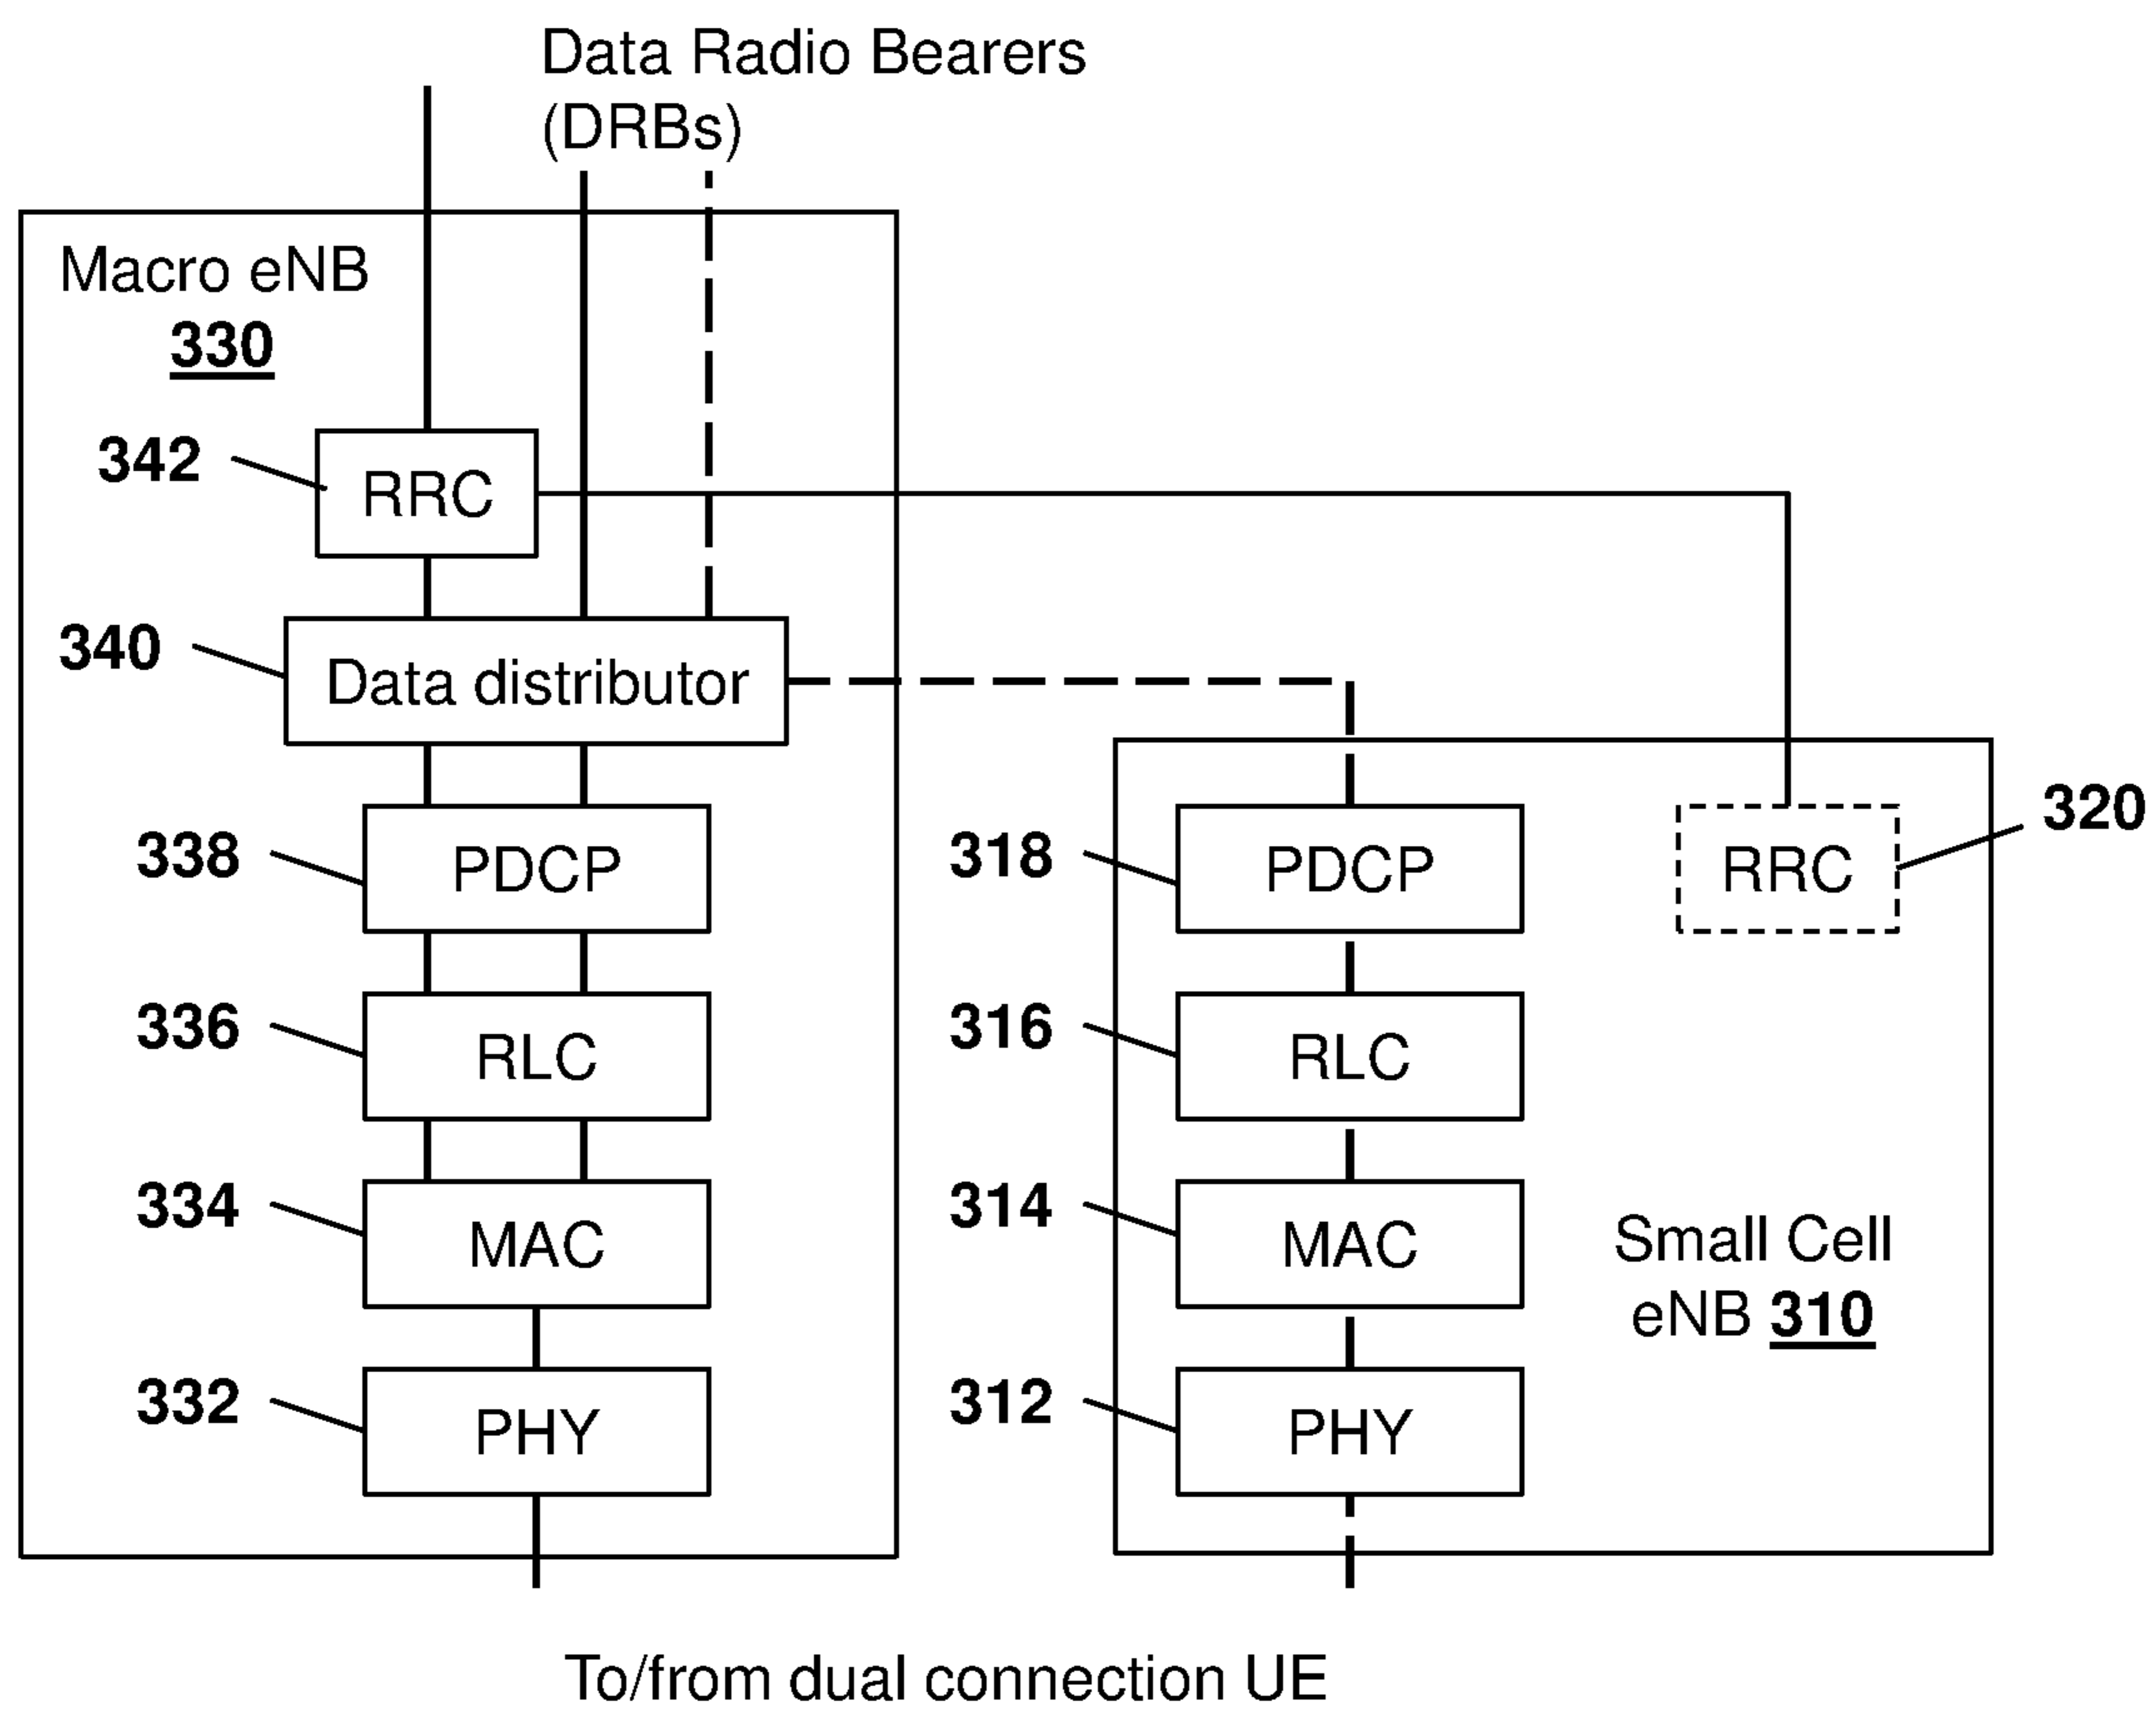 Data Radio Bearers
(DRBs)
Macro eNB
330
342
RRC
340
Data distributor
338
PDCP
318
PDCP
RRC
320
336
RLC
316
RLC
334
MAC
314
MAC
Small Cell
eNB 310
332
PHY
312
PHY
To/from dual connection UE